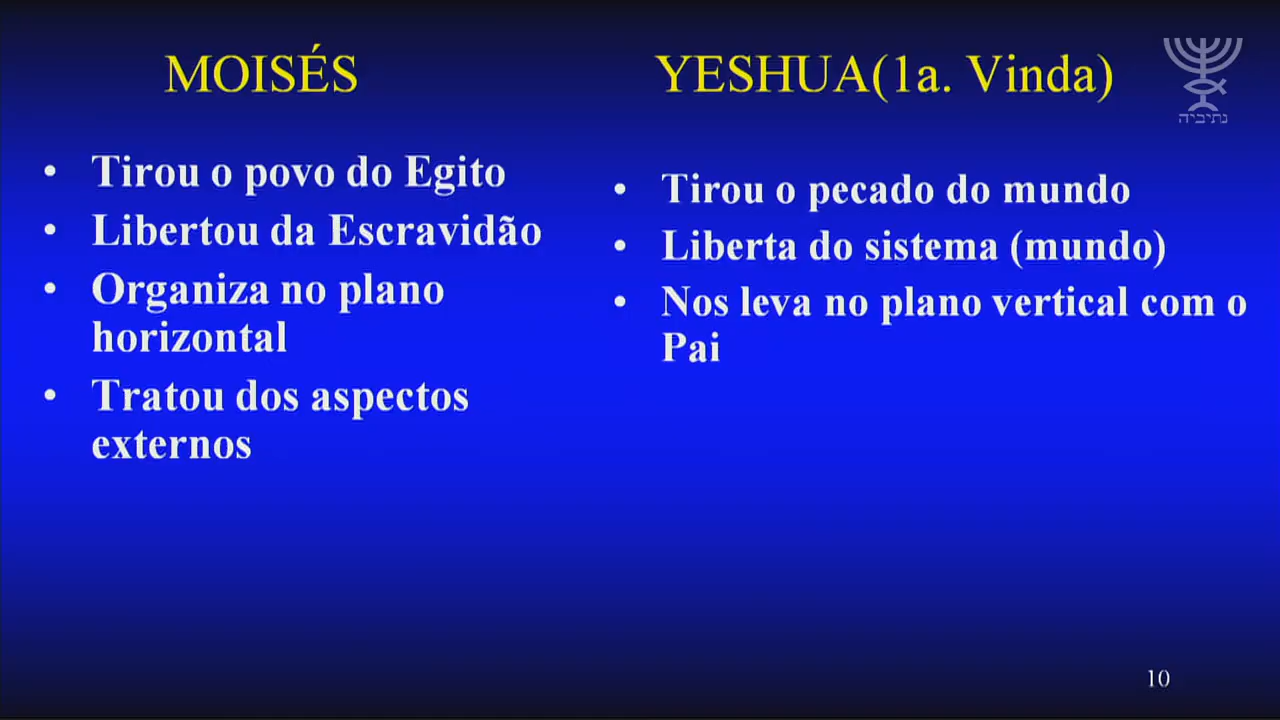 MOISÉS
• Tirou o povo do Egito
• Libertou da Escravidão
• Organiza no plano
horizontal
• Tratou dos aspectos
externos
YESHUA(1a. Vinda)
• Tirou o pecado do mundo
• Liberta do sistema (mundo)
• Nos leva no plano vertical com o
Pai
נתיביה
10